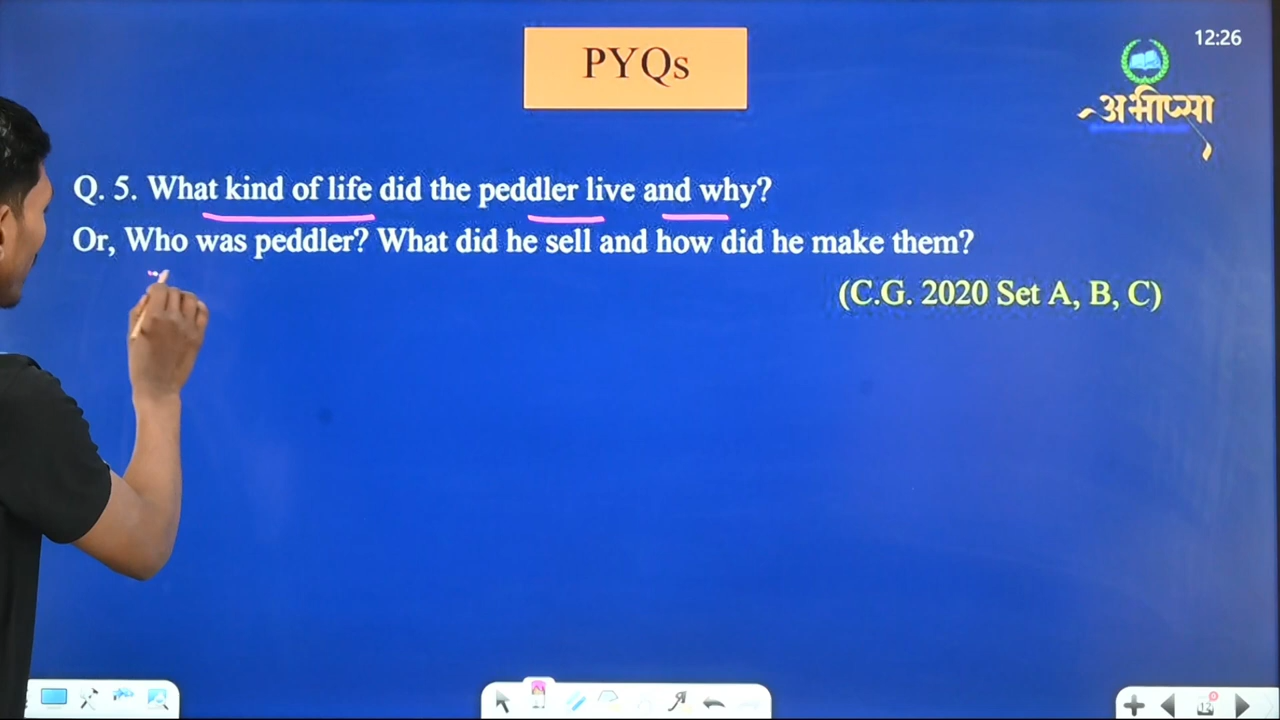 PYQs
12:26
अभीप्सा
Q. 5. What kind of life did the peddler live and why?
Or, Who was peddler? What did he sell and how did he make them?
(C.G. 2020 Set A, B, C)
12